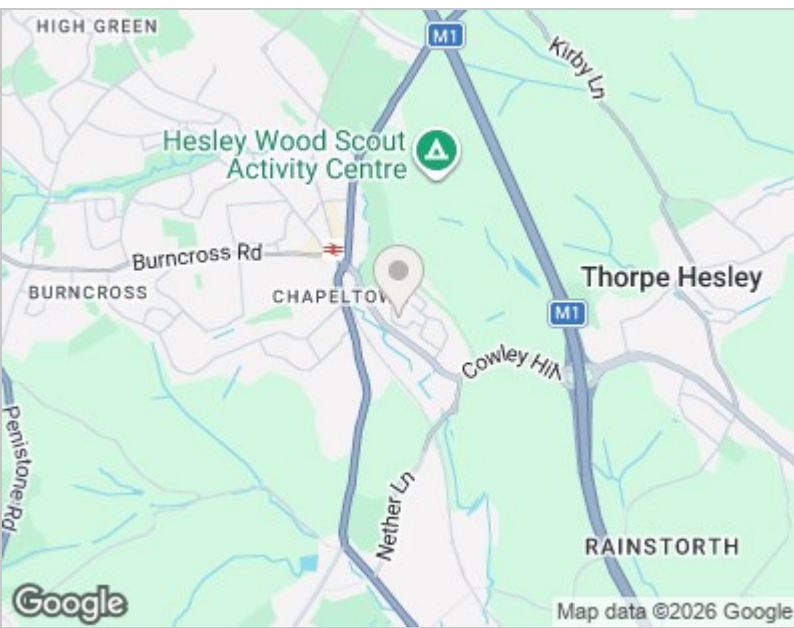 HIGH GREEN
M1
Kirby Ln
Hesley Wood Scout
Activity Centre
Burncross Rd
Thorpe Hesley
BURNCROSS
CHAPELTOW
M1
Cowley Hill
Penistone Rd
Nether Ln
RAINSTORTH
Google
Map data ©2026 Google